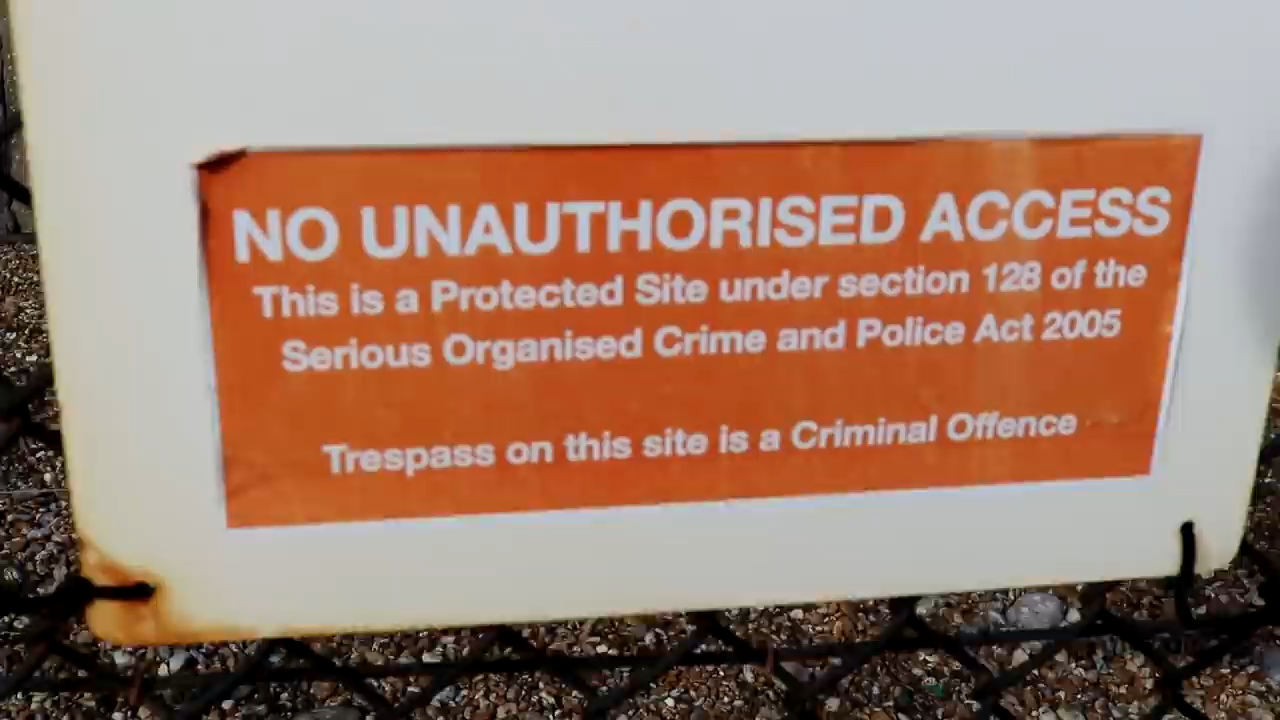 NO UNAUTHORISED ACCESS
This is a Protected Site under section 128 of the
Serious Organised Crime and Police Act 2005
Trespass on this site is a Criminal Offence